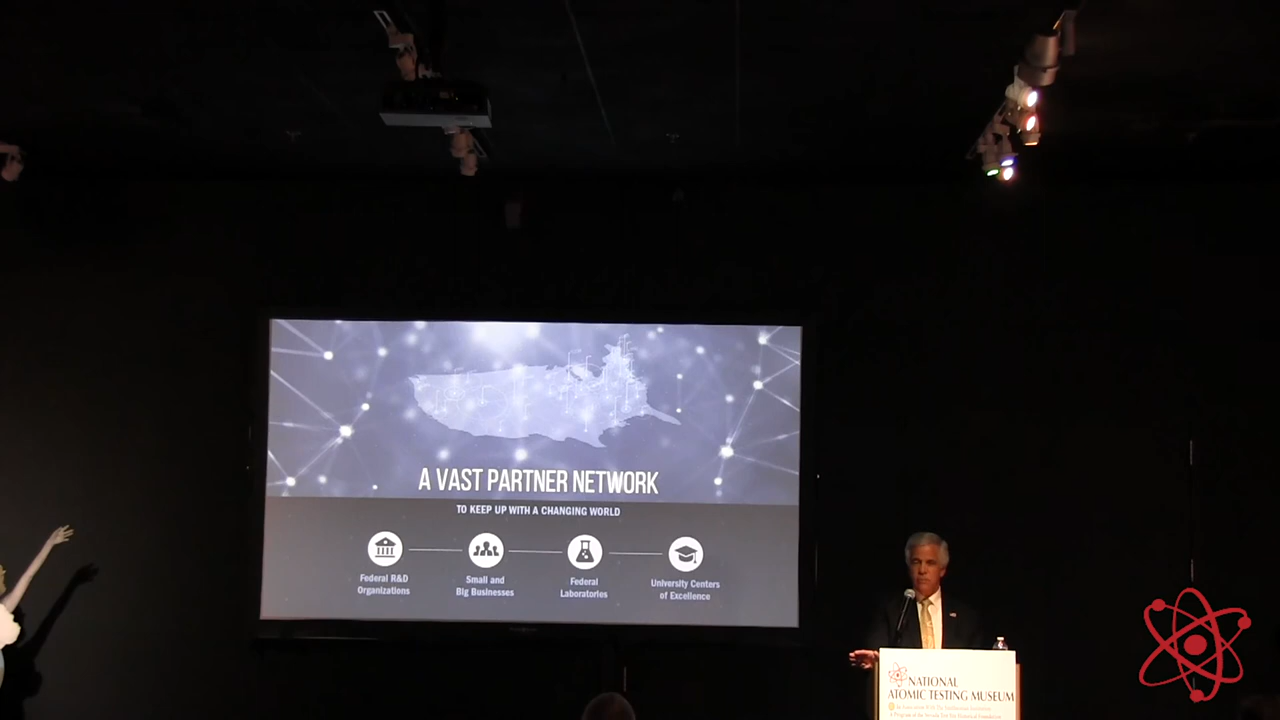 A VAST PARTNER NETWORK
TO KEEP UP WITH A CHANGING WORLD
Federal R&D
Organizations
Small and
Big Businesses
Federal
Laboratories
University Centers
of Excellence
NATIONAL
ATOMIC TESTING MUSEUM